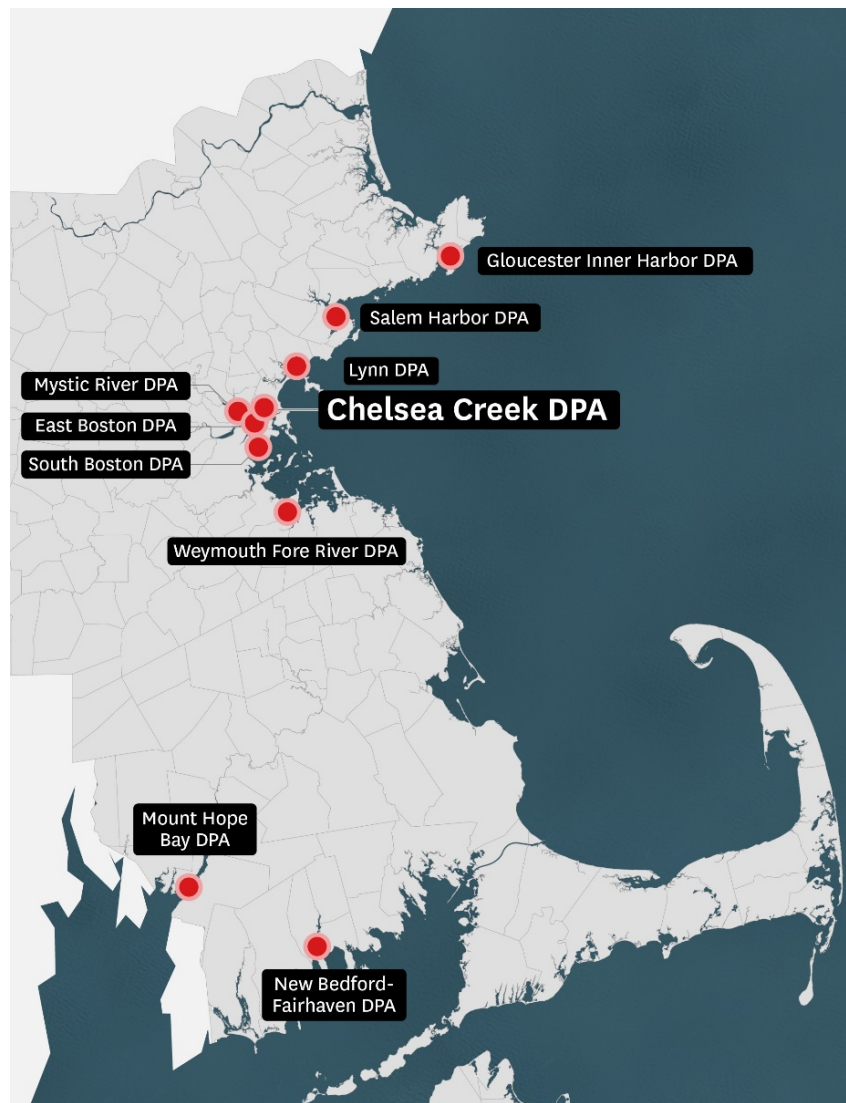 Gloucester Inner Harbor DPA
Salem Harbor DPA
Lynn DPA
Mystic River DPA
Chelsea Creek DPA
East Boston DPA
South Boston DPA
Weymouth Fore River DPA
Mount Hope
Bay DPA
New Bedford-
Fairhaven DPA